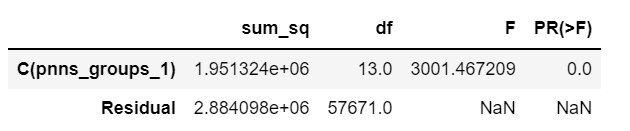 sum_sq df F PR(>F)
C(pnns_groups_1) 1.951324e+06 13.0 3001.467209 0.0
Residual 2.884098e+06 57671.0 NaN NaN